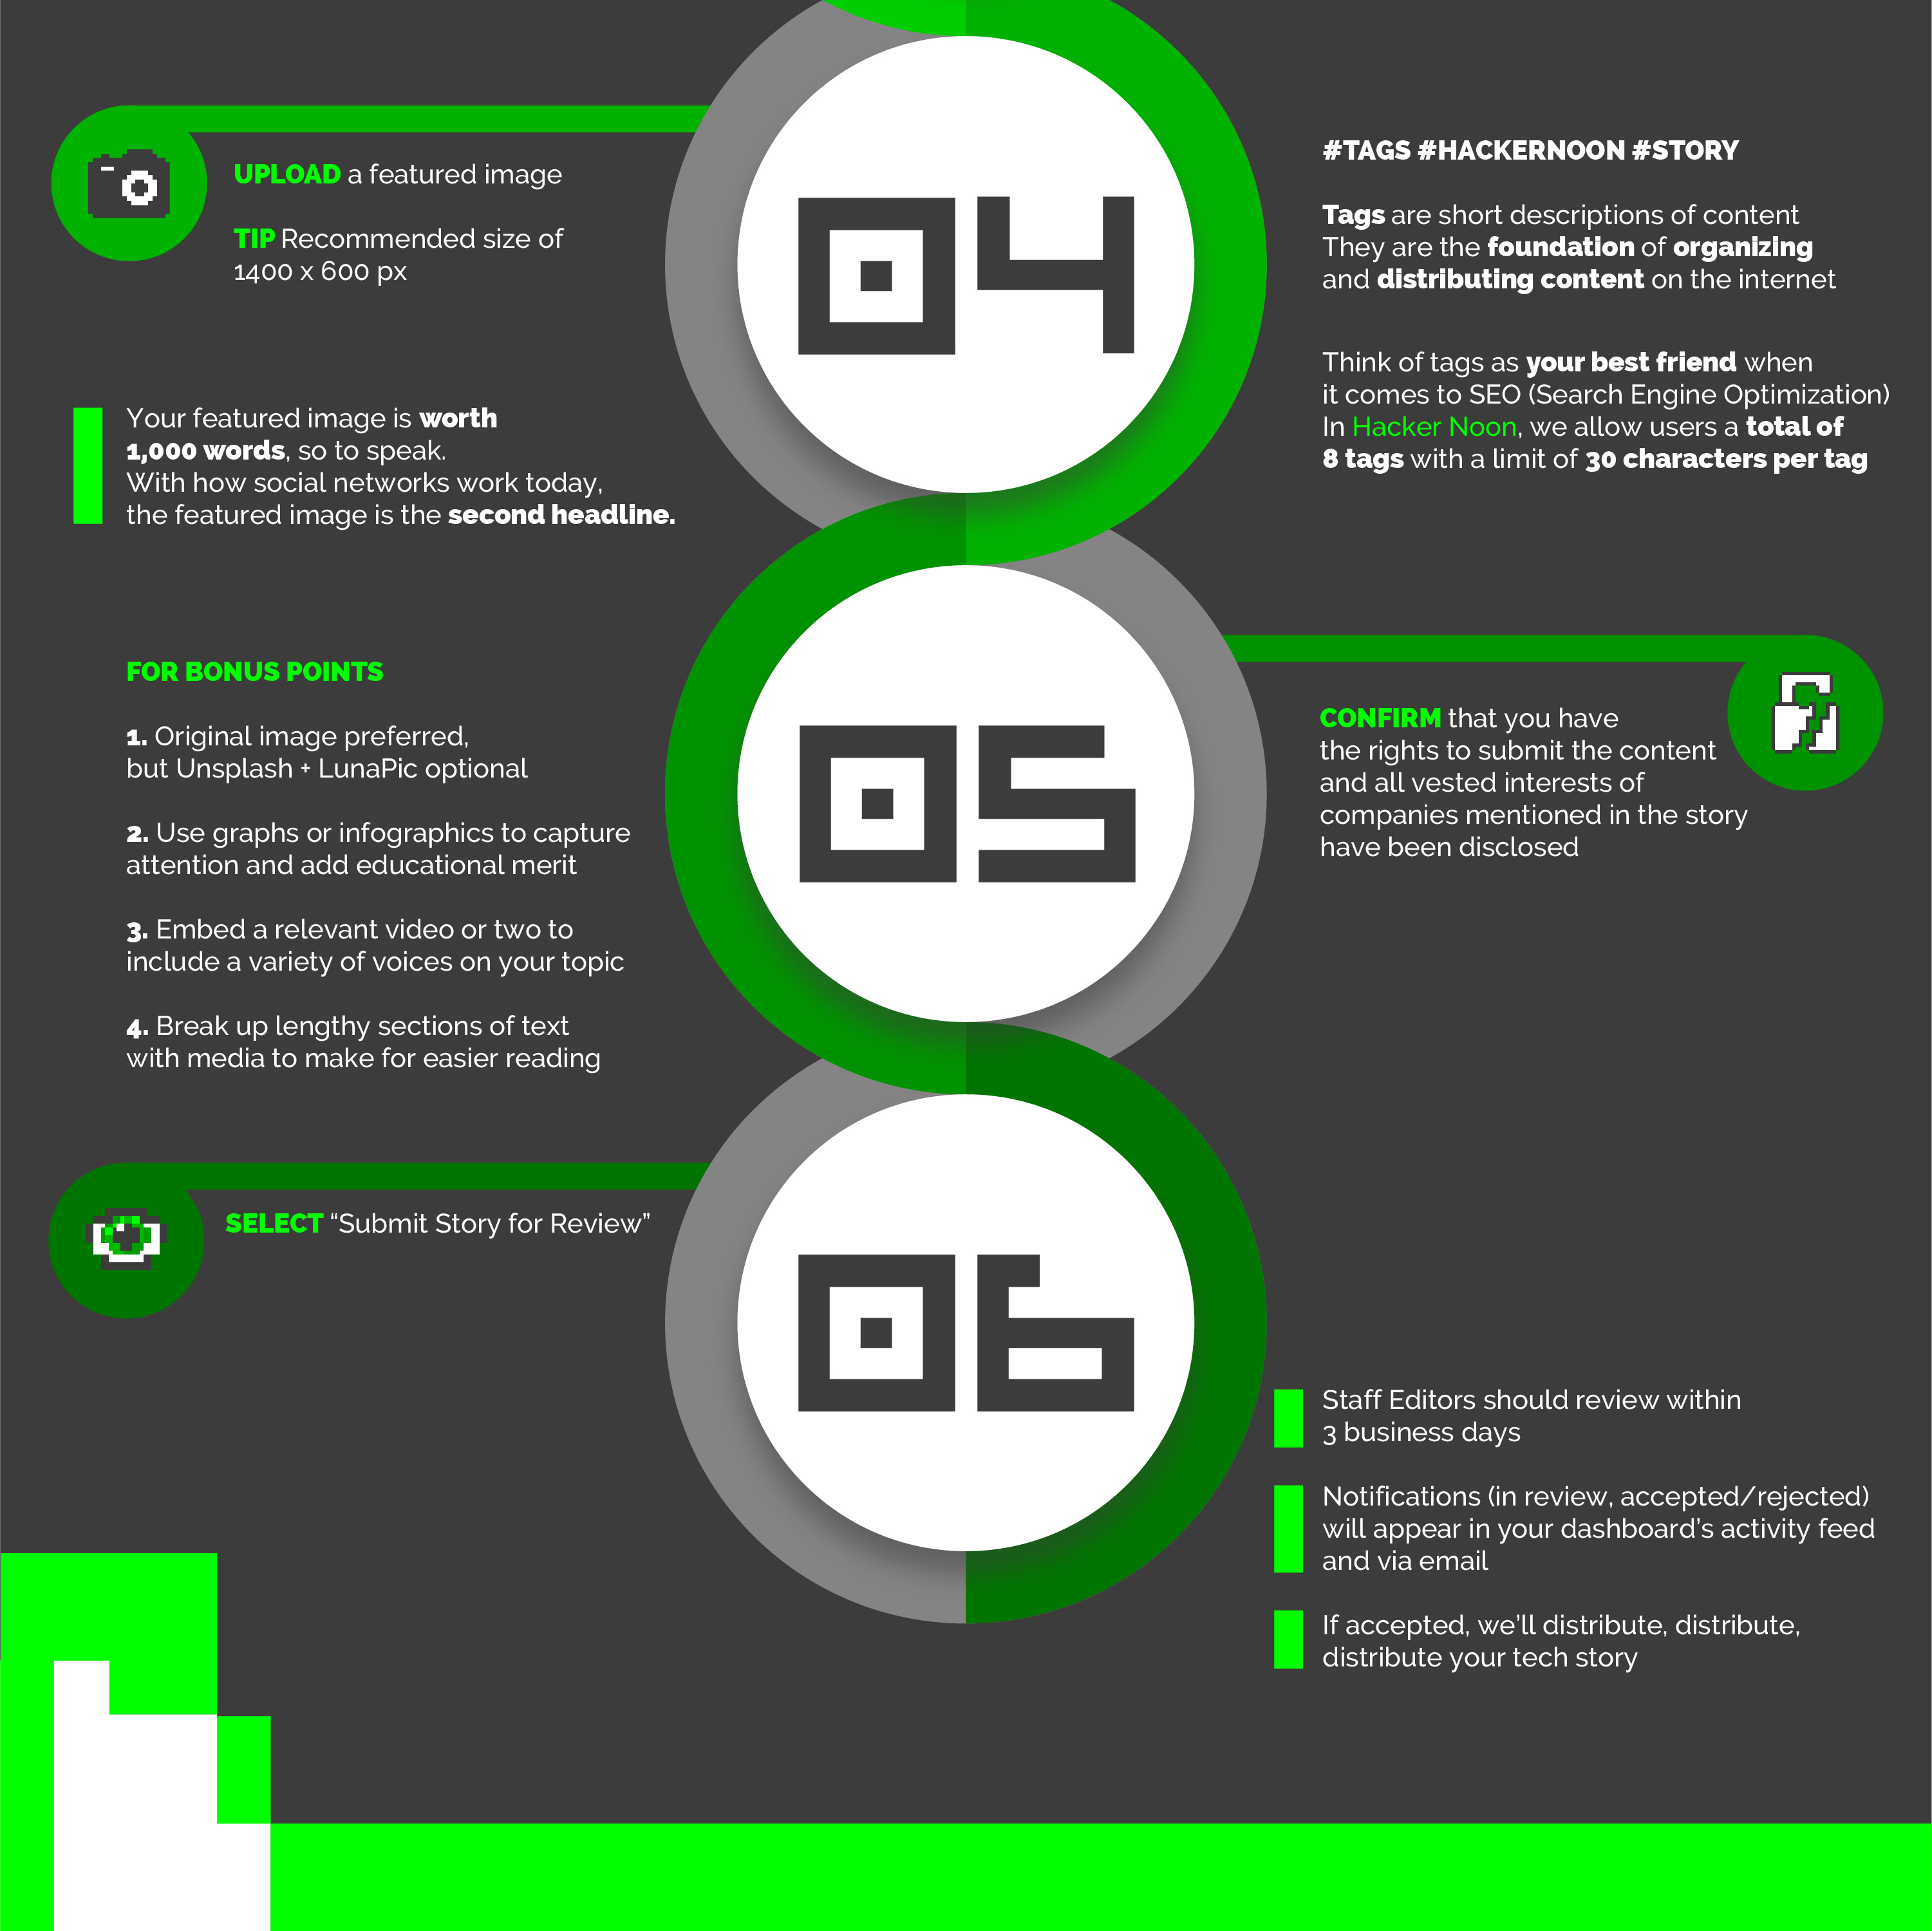 UPLOAD a featured image
TIP Recommended size of
1400 x 600 px
04
#TAGS #HACKERNOON #STORY
Tags are short descriptions of content
They are the foundation of organizing
and distributing content on the internet
Think of tags as your best friend when
it comes to SEO (Search Engine Optimization)
In Hacker Noon, we allow users a total of
8 tags with a limit of 30 characters per tag
Your featured image is worth
1,000 words, so to speak.
With how social networks work today,
the featured image is the second headline.
FOR BONUS POINTS
1. Original image preferred,
but Unsplash + LunaPic optional
2. Use graphs or infographics to capture
attention and add educational merit
3. Embed a relevant video or two to
include a variety of voices on your topic
4. Break up lengthy sections of text
with media to make for easier reading
05
CONFIRM that you have
the rights to submit the content
and all vested interests of
companies mentioned in the story
have been disclosed
SELECT “Submit Story for Review”
06
Staff Editors should review within
3 business days
Notifications (in review, accepted/rejected)
will appear in your dashboard’s activity feed
and via email
If accepted, we’ll distribute, distribute,
distribute your tech story